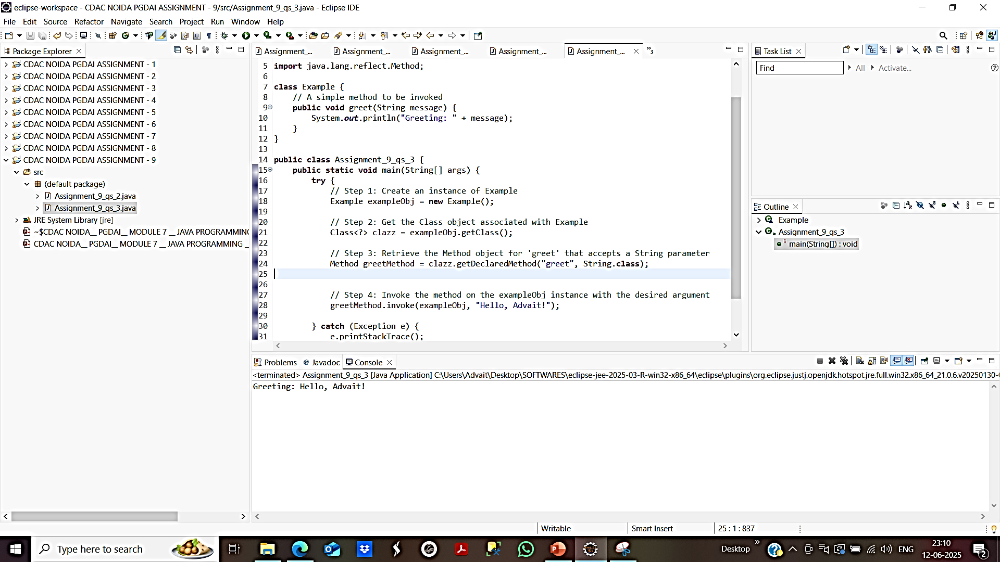 eclipse-workspace - CDAC NOIDA PGDAI ASSIGNMENT - 9/src/Assignment_9_qs_3.java - Eclipse IDE
File Edit Source Refactor Navigate Search Project Run Window Help
Package Explorer
CDAC NOIDA PGDAI ASSIGNMENT - 1
CDAC NOIDA PGDAI ASSIGNMENT - 2
CDAC NOIDA PGDAI ASSIGNMENT - 3
CDAC NOIDA PGDAI ASSIGNMENT - 4
CDAC NOIDA PGDAI ASSIGNMENT - 5
CDAC NOIDA PGDAI ASSIGNMENT - 6
CDAC NOIDA PGDAI ASSIGNMENT - 7
CDAC NOIDA PGDAI ASSIGNMENT - 8
CDAC NOIDA PGDAI ASSIGNMENT - 9
src
(default package)
Assignment_9_qs_2.java
Assignment_9_qs_3.java
JRE System Library [jre]
~$CDAC NOIDA__ PGDAI__ MODULE 7 __ JAVA PROGRAMMING
CDAC NOIDA__ PGDAI__ MODULE 7 __ JAVA PROGRAMMING _
Assignment_... Assignment_... Assignment_... Assignment_... Assignment_... »3
5 import java.lang.reflect.Method;
6
7 class Example {
8 // A simple method to be invoked
9 public void greet(String message) {
10 System.out.println("Greeting: " + message);
11 }
12 }
13
14 public class Assignment_9_qs_3 {
15 public static void main(String[] args) {
16 try {
17 // Step 1: Create an instance of Example
18 Example exampleObj = new Example();
19
20 // Step 2: Get the Class object associated with Example
21 Class<?> clazz = exampleObj.getClass();
22
23 // Step 3: Retrieve the Method object for 'greet' that accepts a String parameter
24 Method greetMethod = clazz.getDeclaredMethod("greet", String.class);
25
26
27 // Step 4: Invoke the method on the exampleObj instance with the desired argument
28 greetMethod.invoke(exampleObj, "Hello, Advait!");
29
30 } catch (Exception e) {
31 e.printStackTrace();
Task List
Find All Activate...
Outline
Example
Assignment_9_qs_3
main(String[]) : void
Problems @ Javadoc Console
<terminated> Assignment_9_qs_3 [Java Application] C:\Users\Advait\Desktop\SOFTWARES\eclipse-jee-2025-03-R-win32-x86_64\eclipse\plugins\org.eclipse.justj.openjdk.hotspot.jre.full.win32.x86_64_21.0.6.v20250130-
Greeting: Hello, Advait!
Writable Smart Insert 25 : 1 : 837
Type here to search
Desktop » ENG
23:10
12-06-2025
2